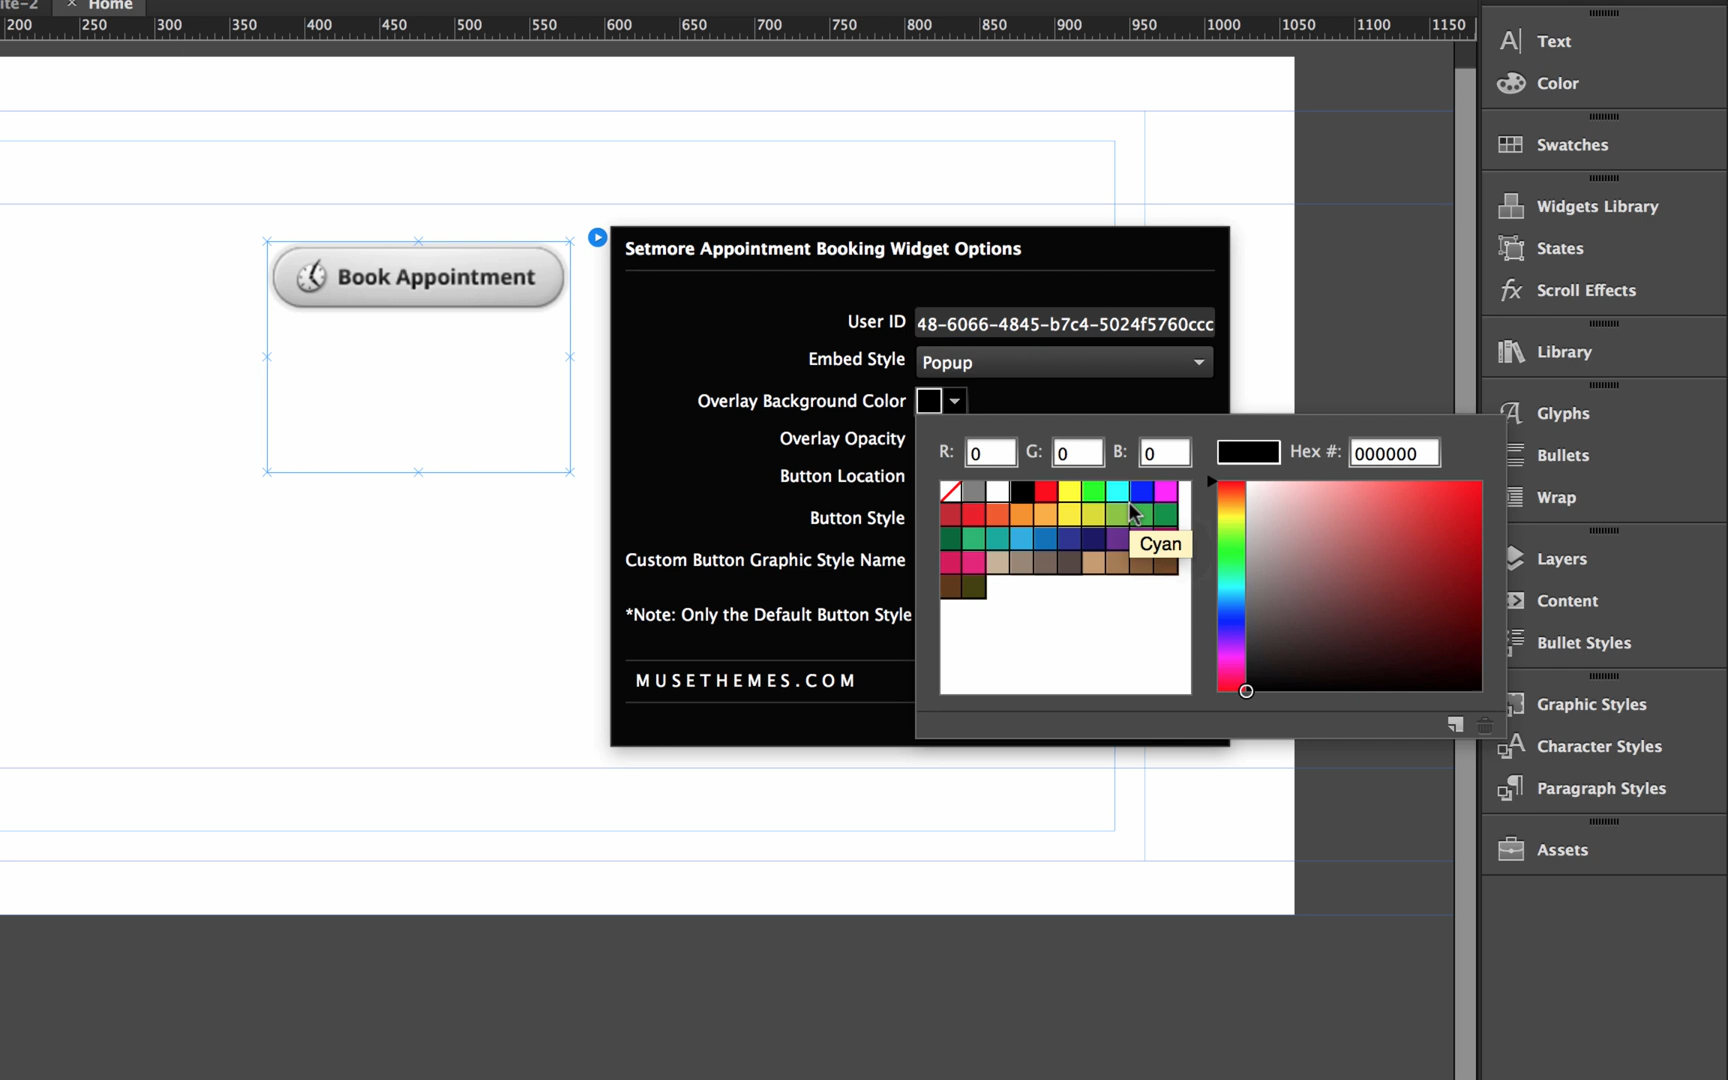 ite-2 × Home
200 250 300 350 400 450 500 550 600 650 700 750 800 850 900 950 1000 1050 1100 1150
Book Appointment
Setmore Appointment Booking Widget Options
User ID 48-6066-4845-b7c4-5024f5760ccc
Embed Style Popup
Overlay Background Color
Overlay Opacity
Button Location
Button Style
Custom Button Graphic Style Name
*Note: Only the Default Button Style
MUSETHEMES.COM
R: 0 G: 0 B: 0 Hex #: 000000
Cyan
Text
Color
Swatches
Widgets Library
States
Scroll Effects
Library
Glyphs
Bullets
Wrap
Layers
Content
Bullet Styles
Graphic Styles
Character Styles
Paragraph Styles
Assets